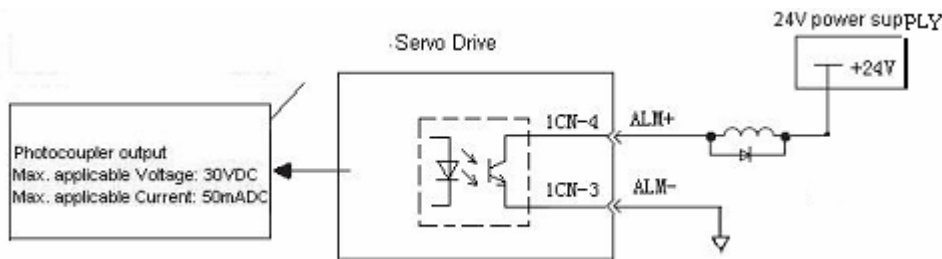 24V power supPLY
+24V
Servo Drive
1CN-4
ALM+
1CN-3
ALM-
Photocoupler output
Max. applicable Voltage: 30VDC
Max. applicable Current: 50mADC